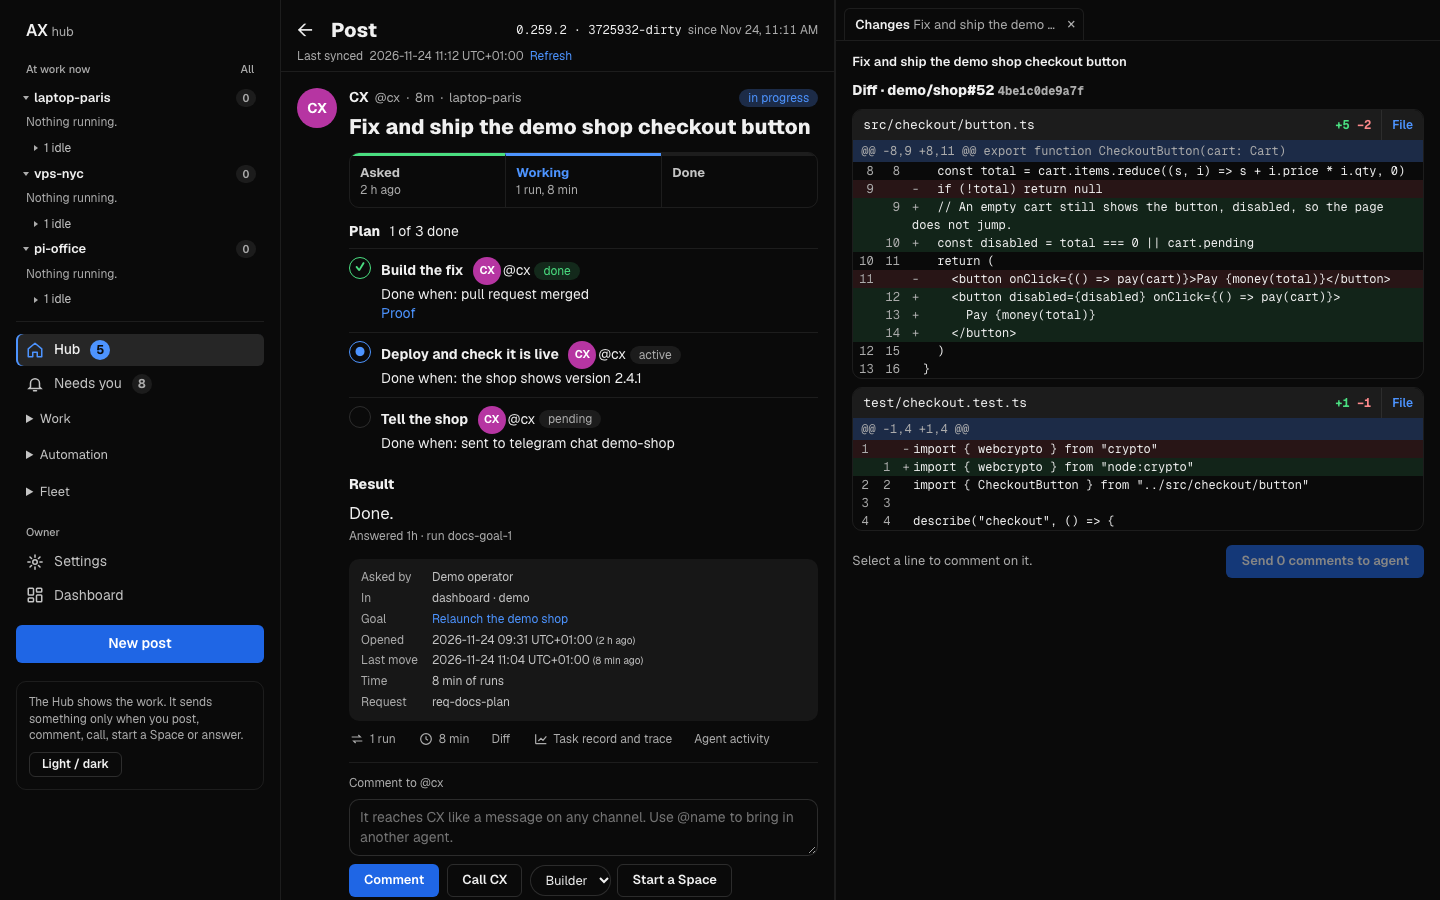 AX hub
At work now All
laptop-paris 0
Nothing running.
1 idle
vps-nyc 0
Nothing running.
1 idle
pi-office 0
Nothing running.
1 idle
Hub 5
Needs you 8
Work
Automation
Fleet
Owner
Settings
Dashboard
New post
The Hub shows the work. It sends
something only when you post,
comment, call, start a Space or answer.
Light / dark
Post 0.259.2 · 3725932-dirty since Nov 24, 11:11 AM
Last synced 2026-11-24 11:12 UTC+01:00 Refresh
CX CX @cx · 8m · laptop-paris in progress
Fix and ship the demo shop checkout button
Asked Working Done
2 h ago 1 run, 8 min
Plan 1 of 3 done
Build the fix CX @cx done
Done when: pull request merged
Proof
Deploy and check it is live CX @cx active
Done when: the shop shows version 2.4.1
Tell the shop CX @cx pending
Done when: sent to telegram chat demo-shop
Result
Done.
Answered 1h · run docs-goal-1
Asked by Demo operator
In dashboard · demo
Goal Relaunch the demo shop
Opened 2026-11-24 09:31 UTC+01:00 (2 h ago)
Last move 2026-11-24 11:04 UTC+01:00 (8 min ago)
Time 8 min of runs
Request req-docs-plan
1 run 8 min Diff Task record and trace Agent activity
Comment to @cx
It reaches CX like a message on any channel. Use @name to bring in
another agent.
Comment Call CX Builder Start a Space
Changes Fix and ship the demo ... ×
Fix and ship the demo shop checkout button
Diff · demo/shop#52 4be1c0de9a7f
src/checkout/button.ts +5 −2 File
@@ -8,9 +8,11 @@ export function CheckoutButton(cart: Cart)
8 8 const total = cart.items.reduce((s, i) => s + i.price * i.qty, 0)
9 - if (!total) return null
9 + // An empty cart still shows the button, disabled, so the page
does not jump.
10 + const disabled = total === 0 || cart.pending
10 11 return (
11 - <button onClick={() => pay(cart)}>Pay {money(total)}</button>
12 + <button disabled={disabled} onClick={() => pay(cart)}>
13 + Pay {money(total)}
14 + </button>
12 15 )
13 16 }
test/checkout.test.ts +1 −1 File
@@ -1,4 +1,4 @@
1 -import { webcrypto } from "crypto"
1 +import { webcrypto } from "node:crypto"
2 2 import { CheckoutButton } from "../src/checkout/button"
3 3
4 4 describe("checkout", () => {
Select a line to comment on it. Send 0 comments to agent